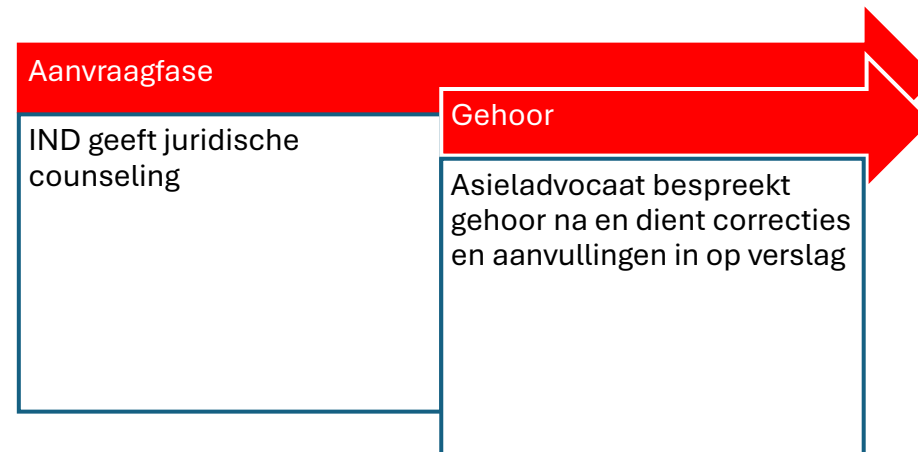 Aanvraagfase
IND geeft juridische
counseling
Gehoor
Asieladvocaat bespreekt
gehoor na en dient correcties
en aanvullingen in op verslag